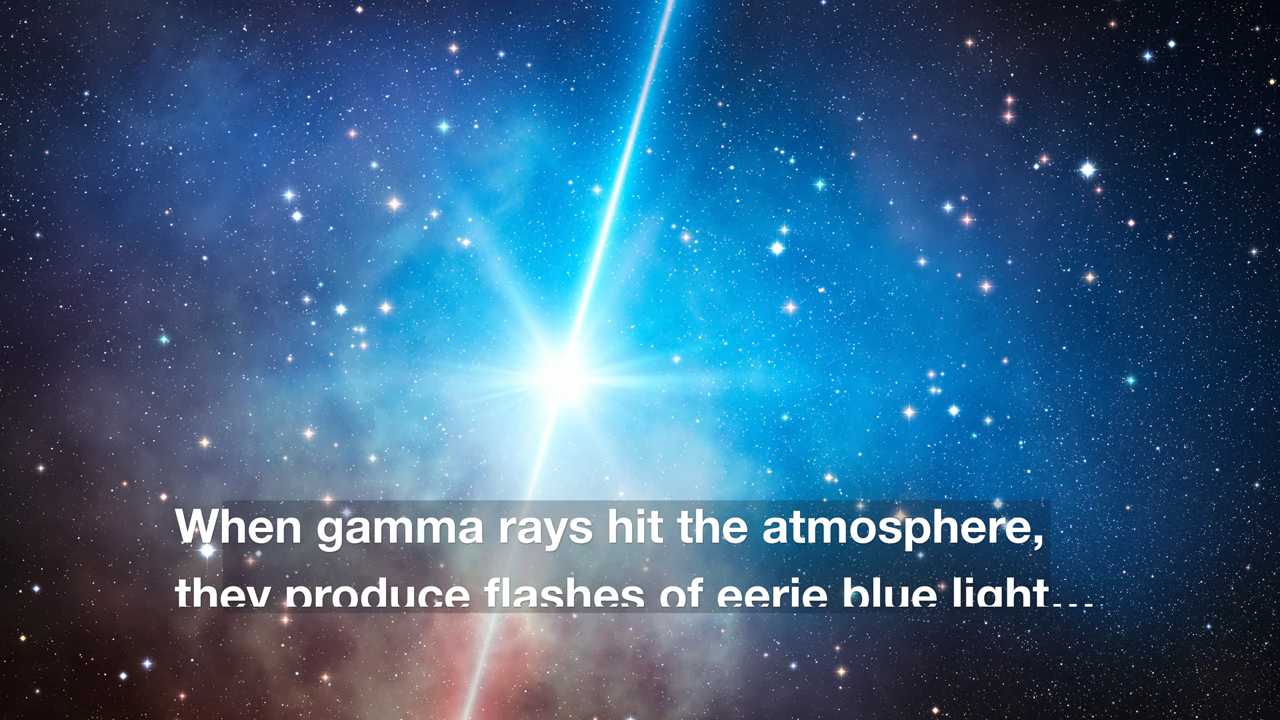 When gamma rays hit the atmosphere,
they produce flashes of eerie blue light...